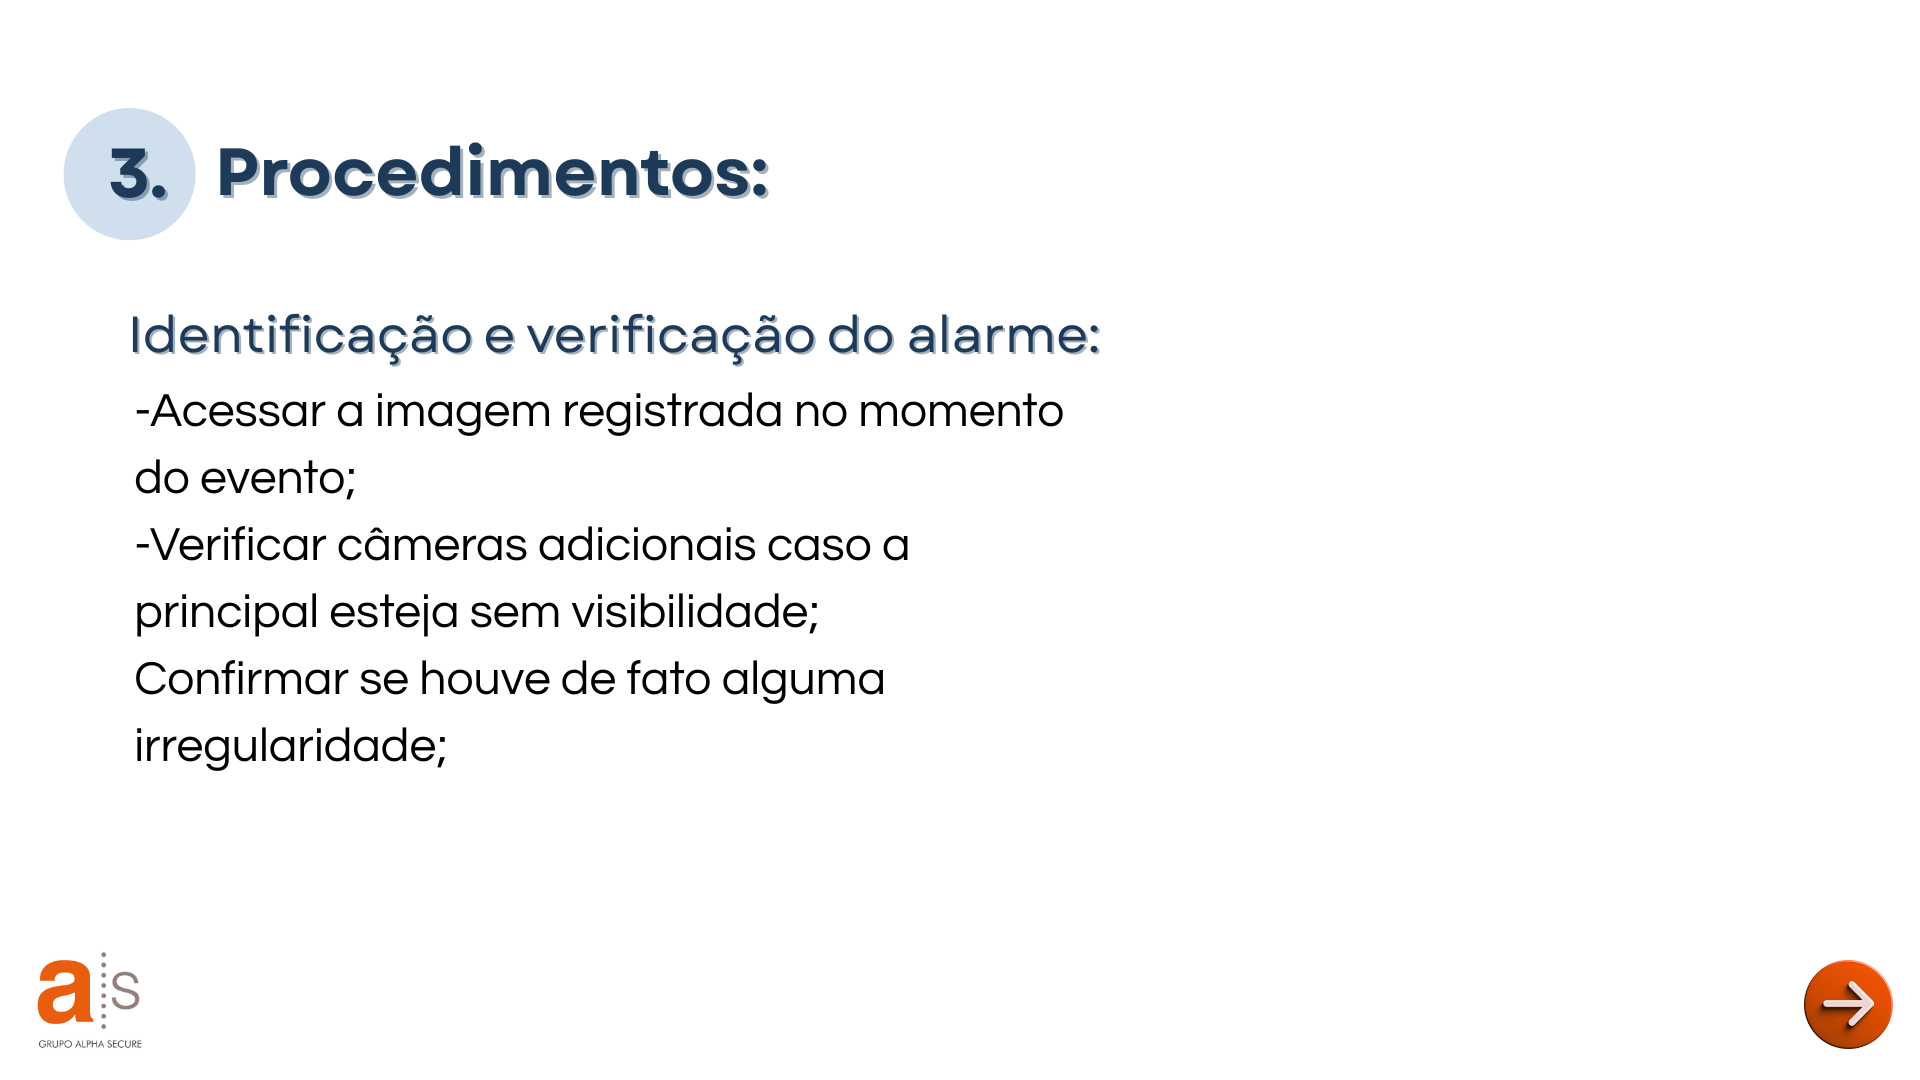 3. Procedimentos:
Identificação e verificação do alarme:
-Acessar a imagem registrada no momento
do evento;
-Verificar câmeras adicionais caso a
principal esteja sem visibilidade;
Confirmar se houve de fato alguma
irregularidade;
a s
GRUPO ALPHA SECURE